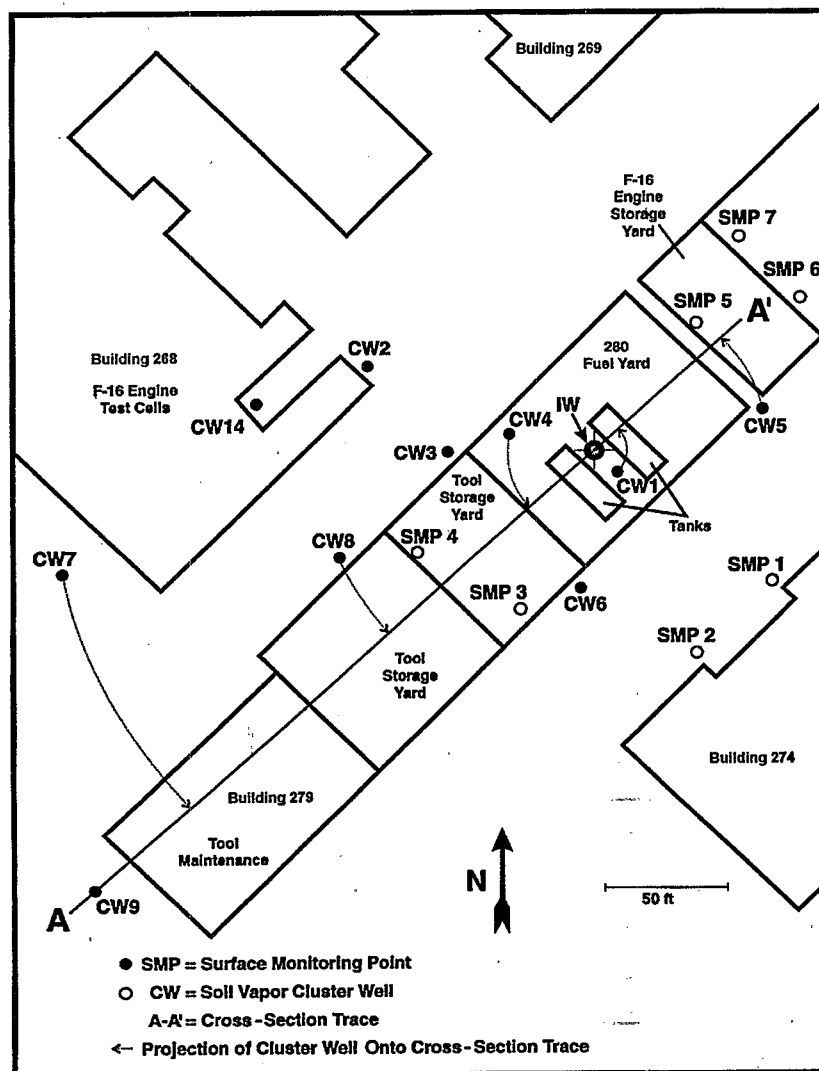 Building 269
F-16
Engine
Storage
Yard
SMP 7
SMP 6
SMP 5
A'
280
Fuel Yard
Building 268
F-16 Engine
Test Cells
CW2
CW14
IW
CW4
CW5
CW3
CW1
Tool
Storage
Yard
Tanks
SMP 4
CW8
CW7
SMP 1
SMP 3
CW6
SMP 2
Tool
Storage
Yard
Building 274
Building 279
Tool
Maintenance
N
50 ft
CW9
A
SMP = Surface Monitoring Point
CW = Soil Vapor Cluster Well
A-A' = Cross-Section Trace
Projection of Cluster Well Onto Cross-Section Trace